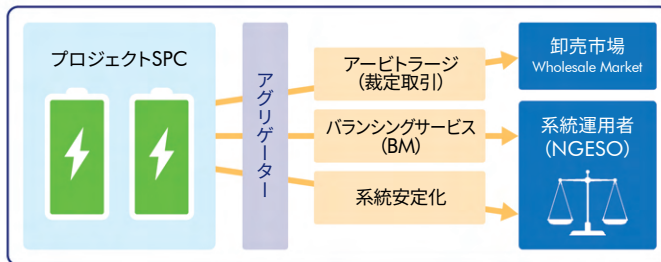 プロジェクトSPC
アグリゲーター
アービトラージ
(裁定取引)
バランシングサービス
(BM)
系統安定化
卸売市場
Wholesale Market
系統運用者
(NGESO)